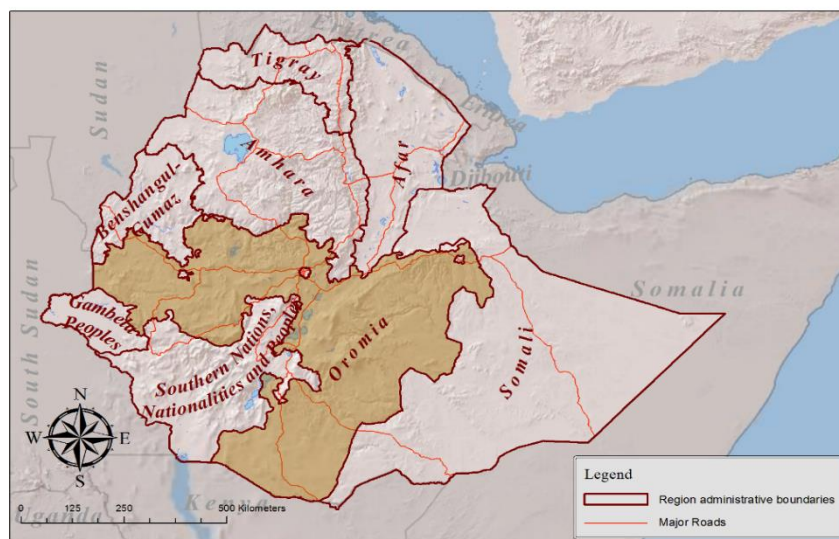 Eritrea
Tigray
Sudan
Amhara
Afar
Eritrea
Djibouti
Benshangul-
Gumaz
Somalia
Gambela
Peoples
Southern Nations,
Nationalities and Peoples
Oromia
Somali
South Sudan
N
W
E
S
Kenya
Uganda
0 125 250 500 Kilometers
Legend
Region administrative boundaries
Major Roads